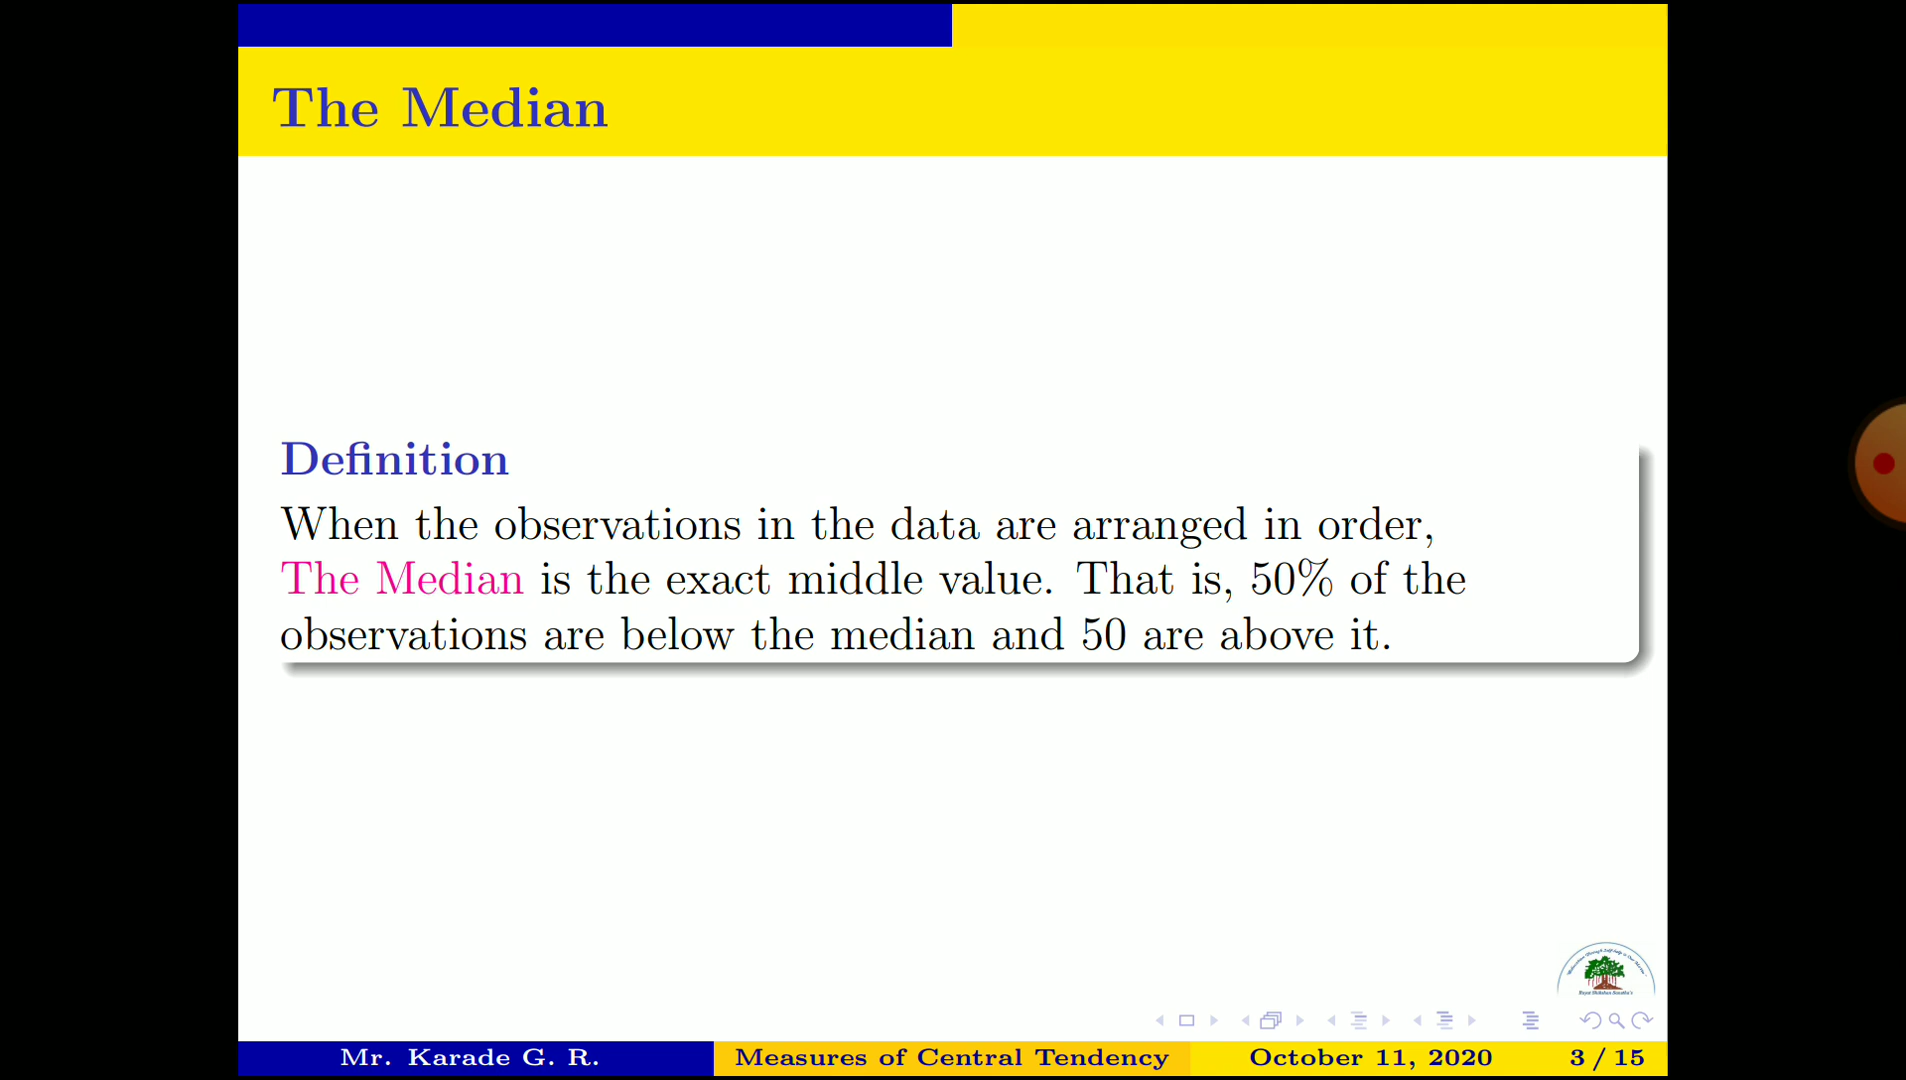 The Median
Definition
When the observations in the data are arranged in order,
The Median is the exact middle value. That is, 50% of the
observations are below the median and 50 are above it.
Mr. Karade G. R.
Measures of Central Tendency
October 11, 2020
3 / 15